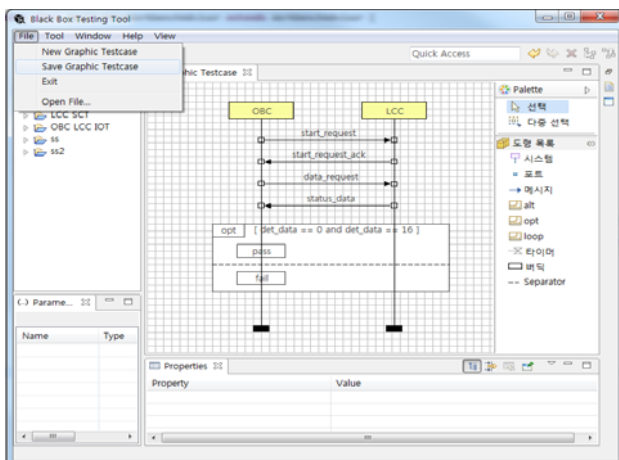 Black Box Testing Tool
File Tool Window Help View
New Graphic Testcase
Save Graphic Testcase
Exit
Open File...
Quick Access
hic Testcase
LCC SCT
OBC LCC IOT
ss
ss2
OBC
LCC
start_request
start_request_ack
data_request
status_data
opt
[ det_data == 0 and det_data == 16 ]
pass
fail
Palette
선택
다중 선택
도형 목록
시스템
포트
메시지
alt
opt
loop
타이머
버딕
Separator
Parame...
Name
Type
Properties
Property
Value